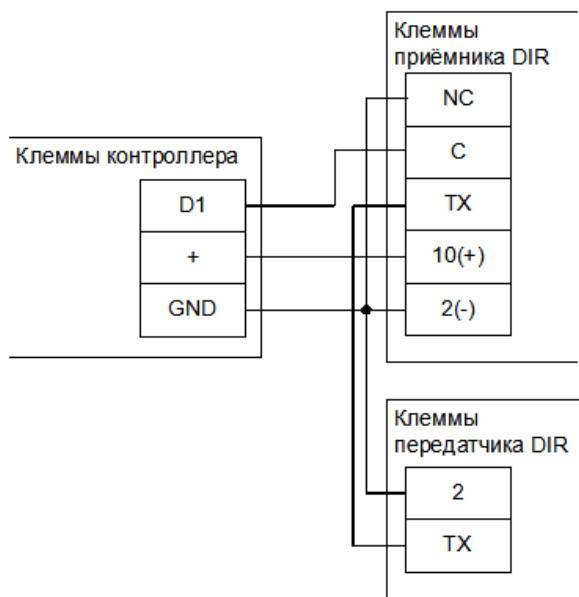 Клеммы
приёмника DIR
NC
C
TX
10(+)
2(-)
Клеммы контроллера
D1
+
GND
Клеммы
передатчика DIR
2
TX